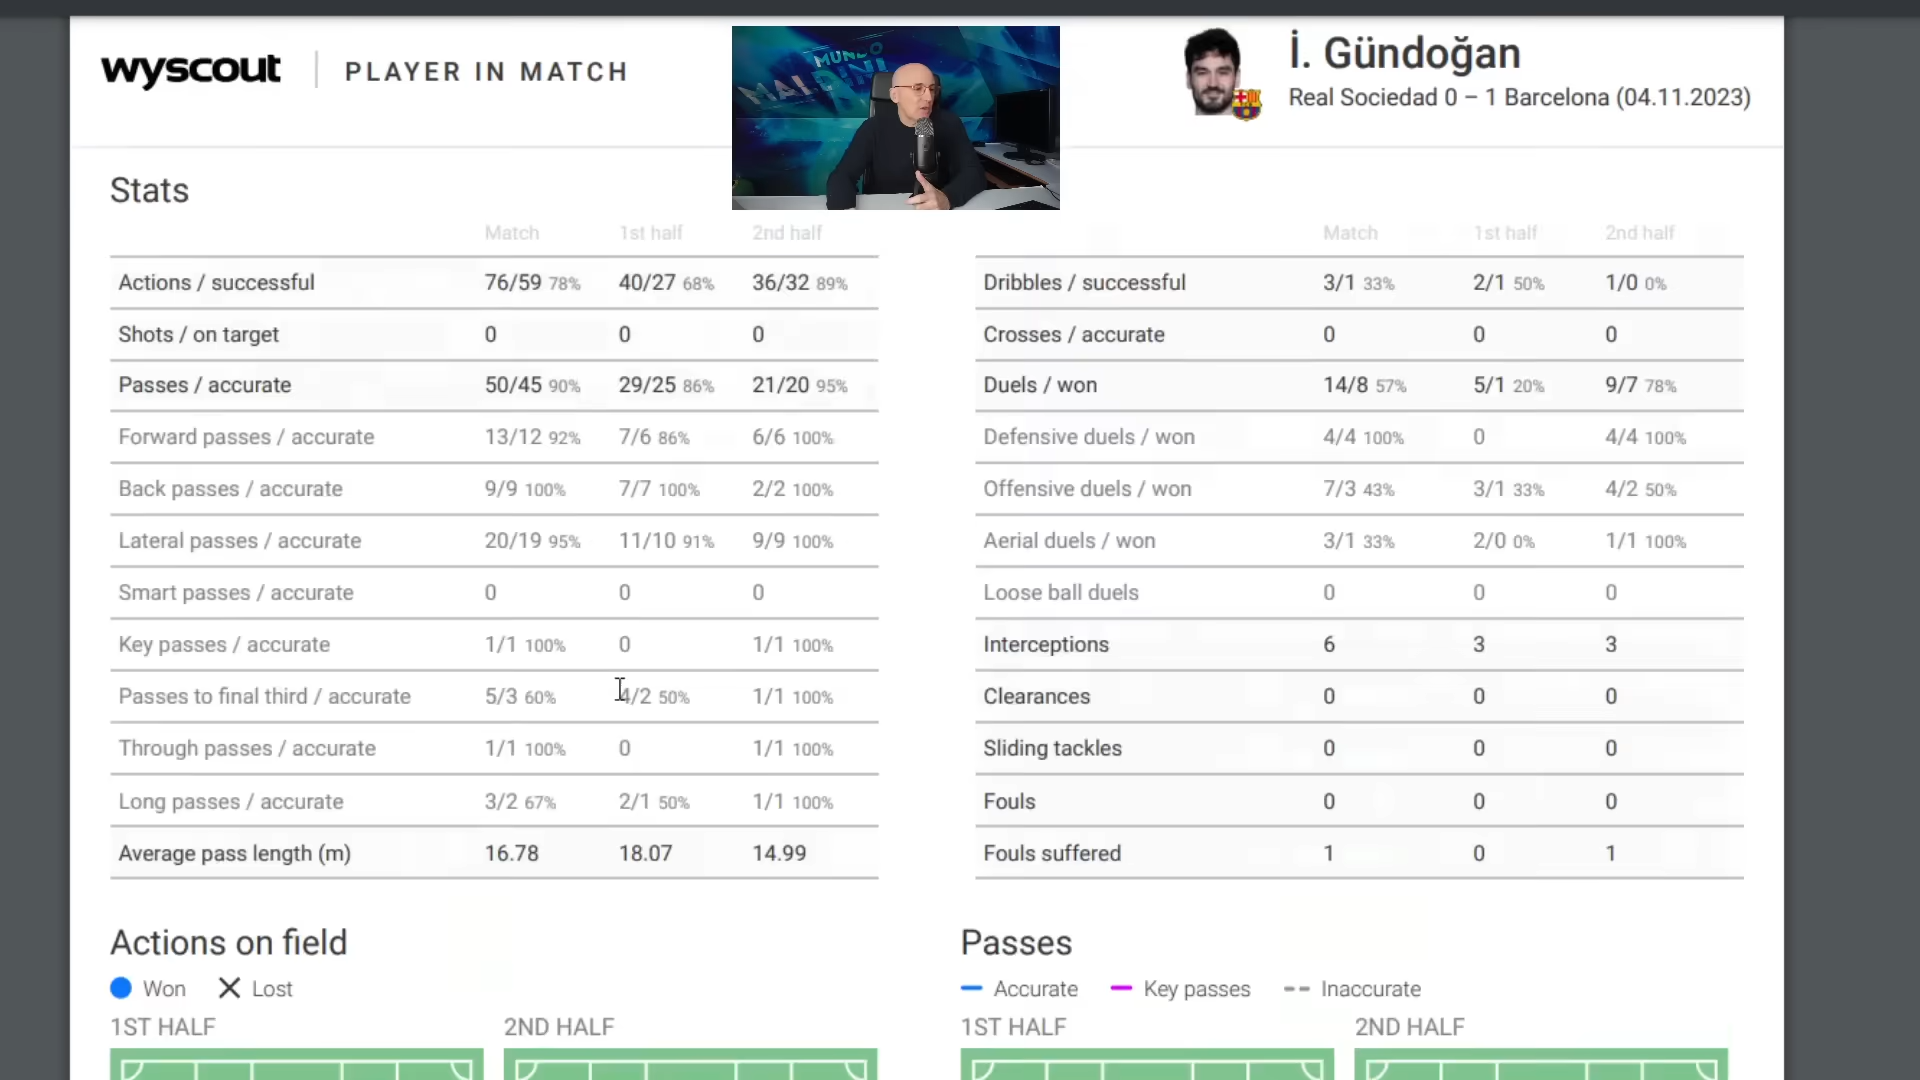 wyscout PLAYER IN MATCH
MUNDO
MALDINI
İ. Gündoğan
Real Sociedad 0 – 1 Barcelona (04.11.2023)
Stats
Match 1st half 2nd half
Actions / successful 76/59 78% 40/27 68% 36/32 89%
Shots / on target 0 0 0
Passes / accurate 50/45 90% 29/25 86% 21/20 95%
Forward passes / accurate 13/12 92% 7/6 86% 6/6 100%
Back passes / accurate 9/9 100% 7/7 100% 2/2 100%
Lateral passes / accurate 20/19 95% 11/10 91% 9/9 100%
Smart passes / accurate 0 0 0
Key passes / accurate 1/1 100% 0 1/1 100%
Passes to final third / accurate 5/3 60% 4/2 50% 1/1 100%
Through passes / accurate 1/1 100% 0 1/1 100%
Long passes / accurate 3/2 67% 2/1 50% 1/1 100%
Average pass length (m) 16.78 18.07 14.99
Match 1st half 2nd half
Dribbles / successful 3/1 33% 2/1 50% 1/0 0%
Crosses / accurate 0 0 0
Duels / won 14/8 57% 5/1 20% 9/7 78%
Defensive duels / won 4/4 100% 0 4/4 100%
Offensive duels / won 7/3 43% 3/1 33% 4/2 50%
Aerial duels / won 3/1 33% 2/0 0% 1/1 100%
Loose ball duels 0 0 0
Interceptions 6 3 3
Clearances 0 0 0
Sliding tackles 0 0 0
Fouls 0 0 0
Fouls suffered 1 0 1
Actions on field
Won Lost
1ST HALF 2ND HALF
Passes
Accurate Key passes Inaccurate
1ST HALF 2ND HALF